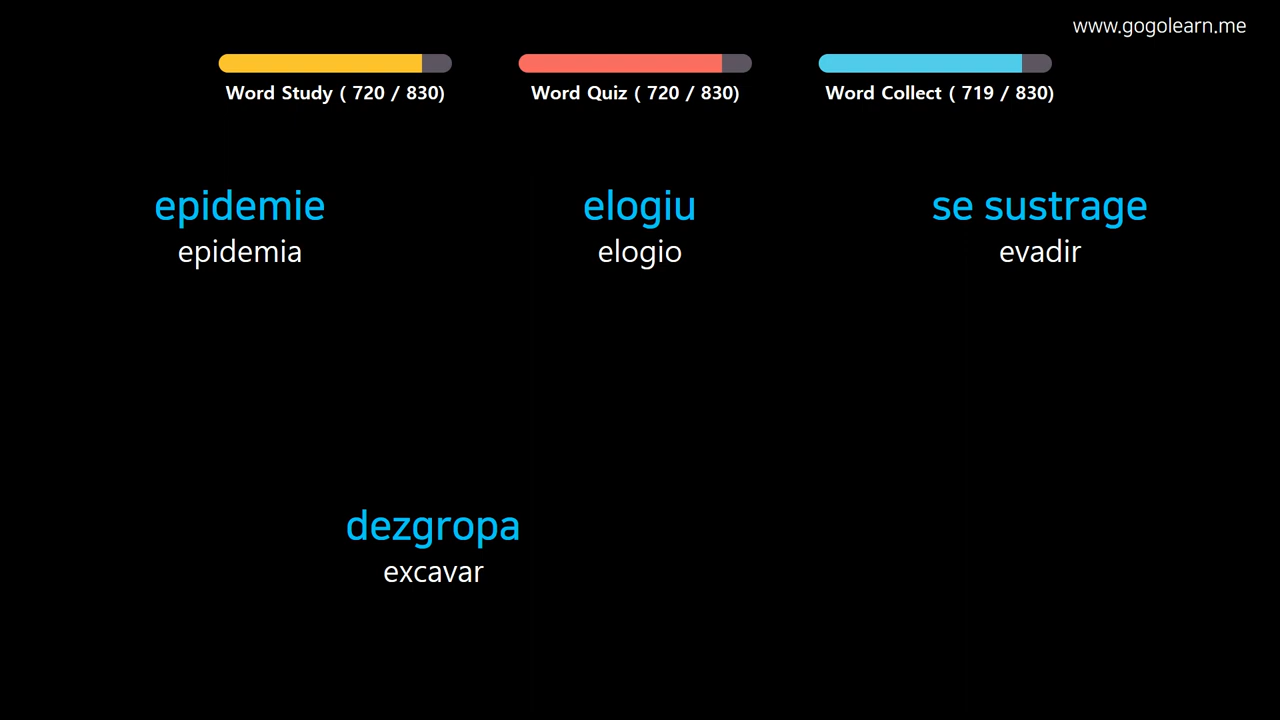 www.gogolearn.me
Word Study ( 720 / 830)
Word Quiz ( 720 / 830)
Word Collect ( 719 / 830)
epidemie
epidemia
elogiu
elogio
se sustrage
evadir
dezgropa
excavar